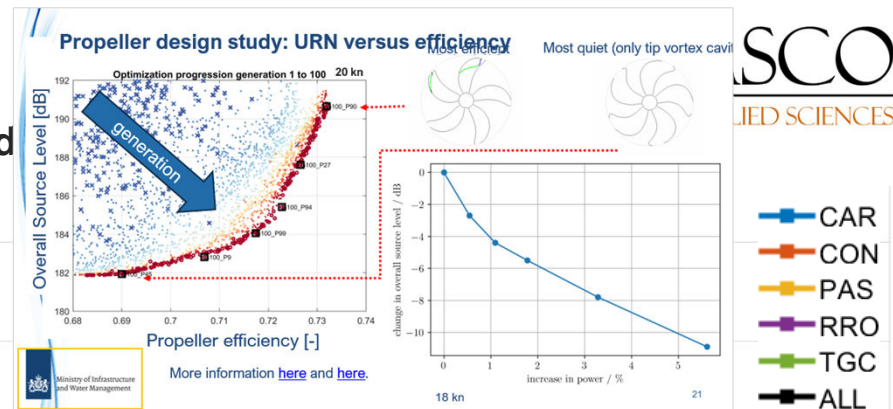 Propeller design study: URN versus efficiency
Optimization progression generation 1 to 100
20 kn
Most efficient
Most quiet (only tip vortex cavit
ASCO
LIED SCIENCES
d
Overall Source Level [dB]
192
190
188
186
184
182
180
generation
100_P90
100_P27
100_P94
100_P99
100_P9
100_P45
0.68
0.69
0.7
0.71
0.72
0.73
0.74
Propeller efficiency [-]
change in overall source level / dB
0
−2
−4
−6
−8
−10
0
1
2
3
4
5
increase in power / %
CAR
CON
PAS
RRO
TGC
ALL
Ministry of Infrastructure
and Water Management
More information here and here.
18 kn
21